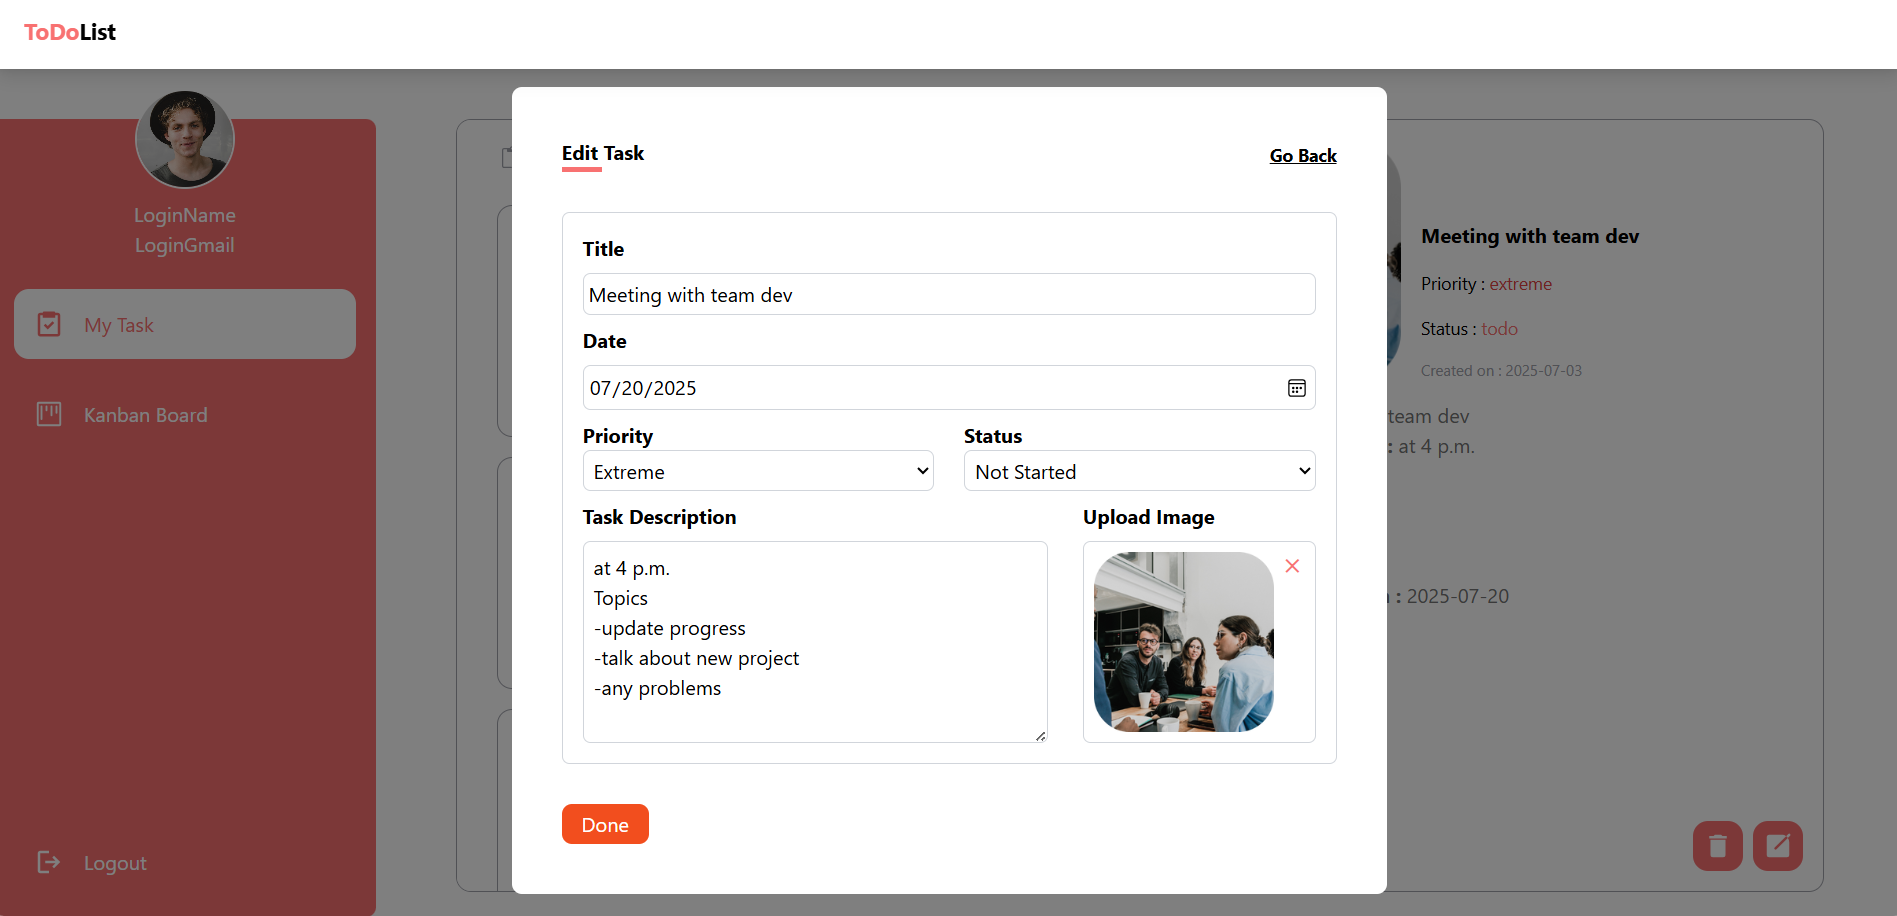 ToDoList
LoginName
LoginGmail
My Task
Kanban Board
Logout
Edit Task
Go Back
Title
Meeting with team dev
Date
07/20/2025
Priority
Status
Extreme
Not Started
Task Description
Upload Image
at 4 p.m.
Topics
-update progress
-talk about new project
-any problems
Done
Meeting with team dev
Priority : extreme
Status : todo
Created on : 2025-07-03
team dev
: at 4 p.m.
: 2025-07-20